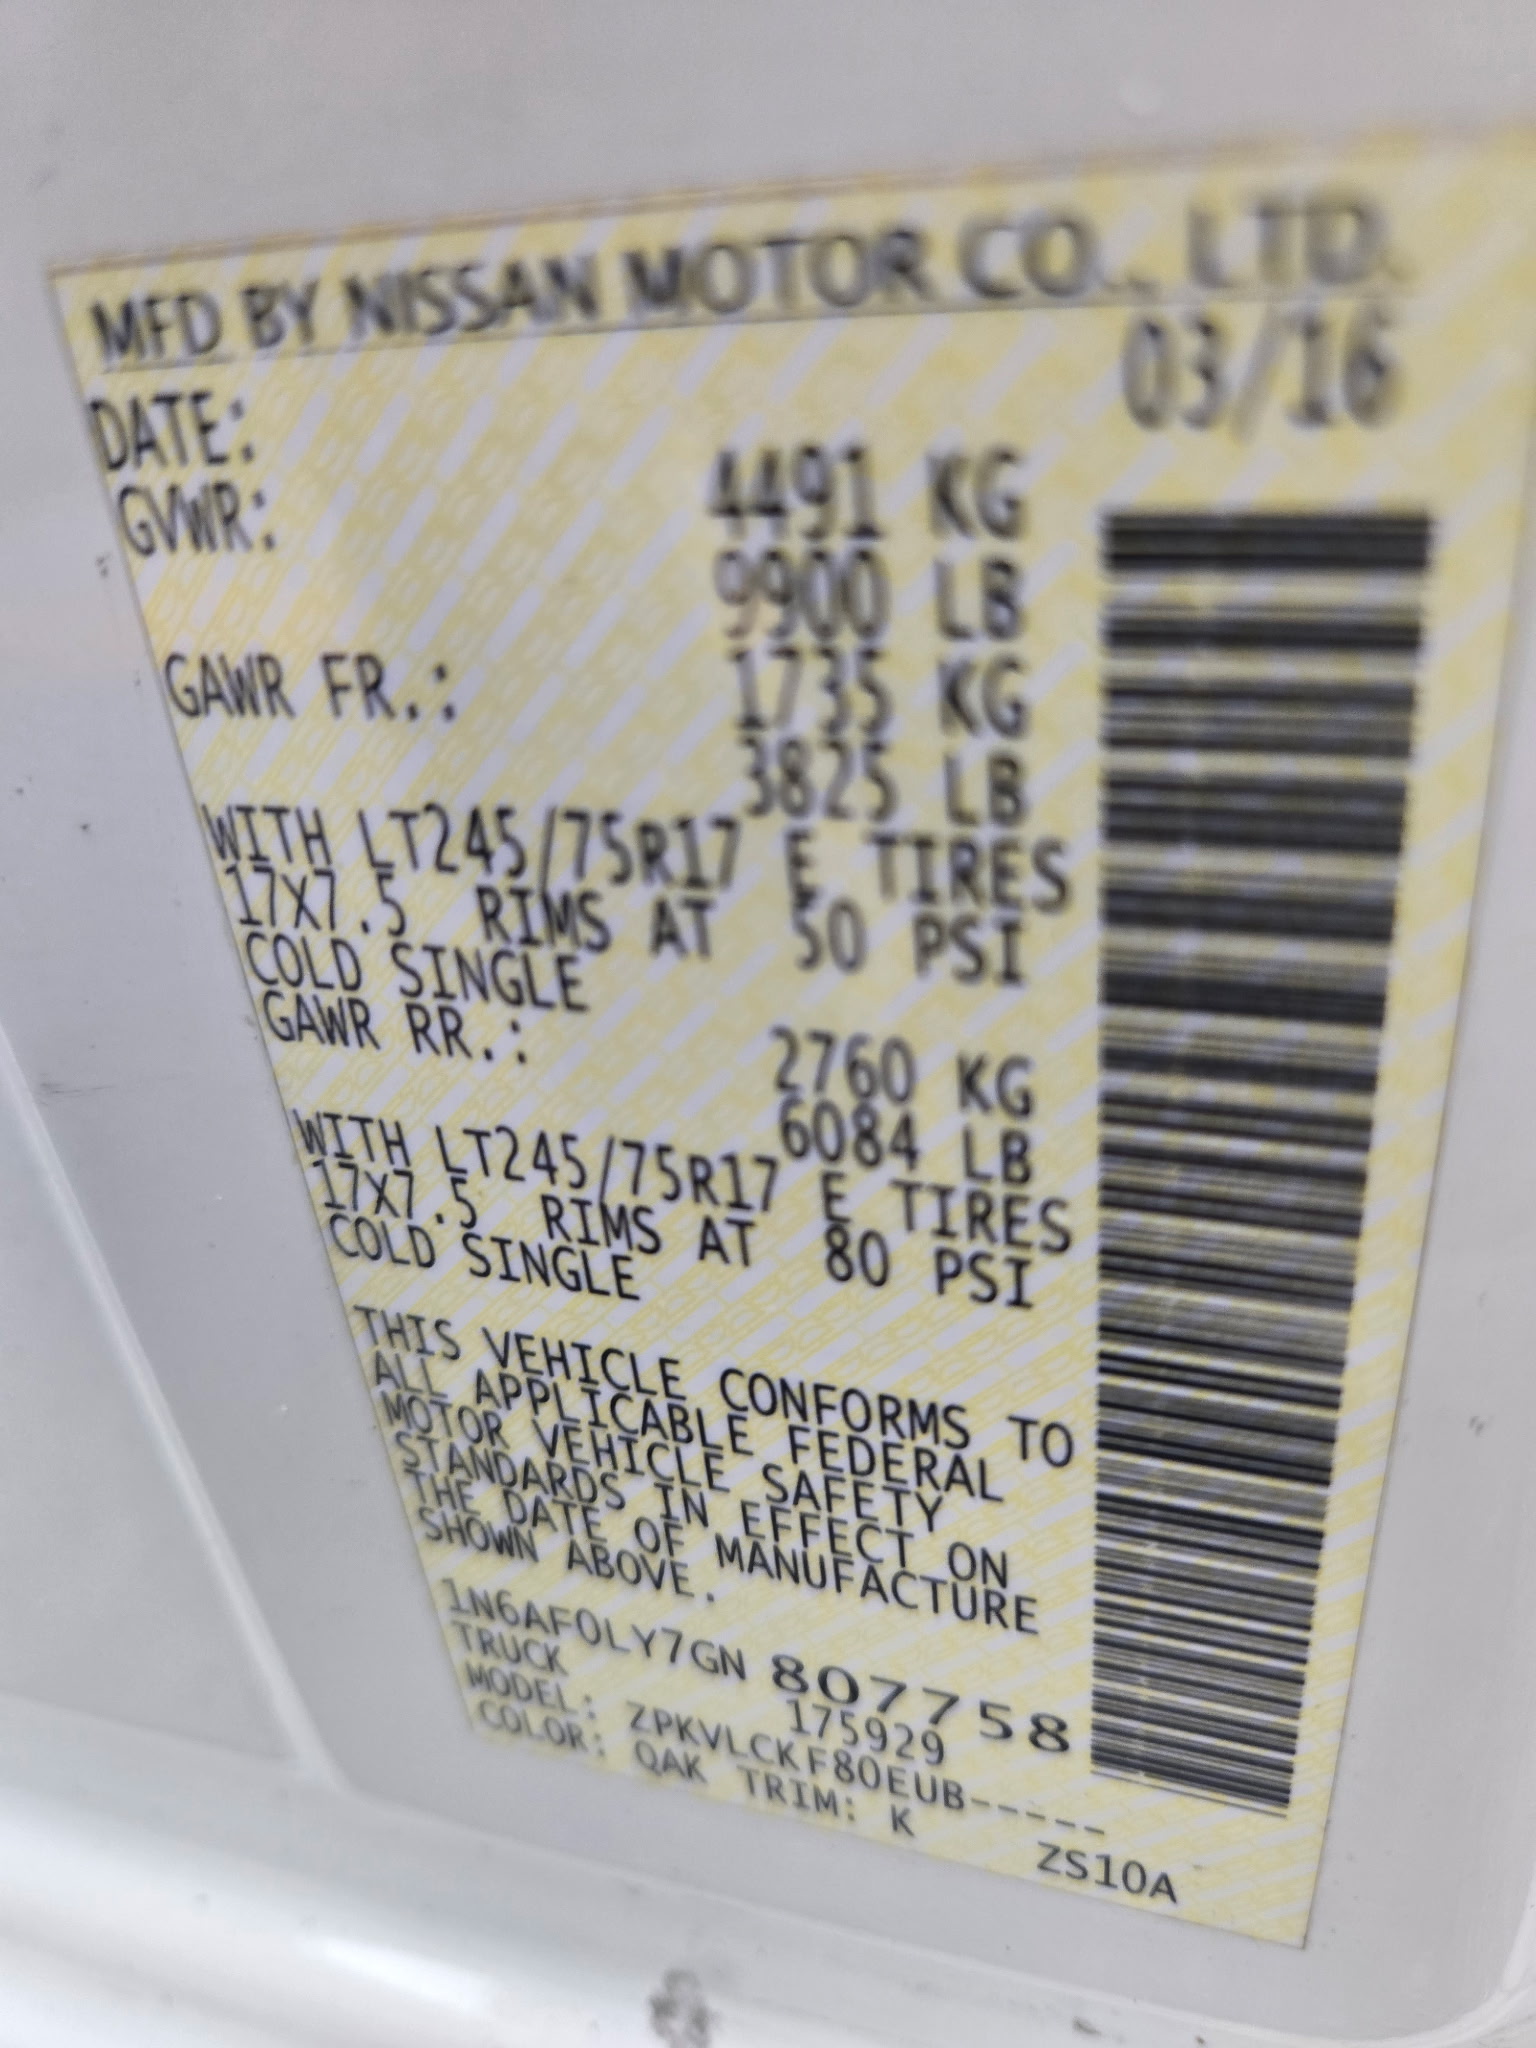 MFD BY NISSAN MOTOR CO., LTD.
DATE: 03/16
GVWR: 4491 KG
9900 LB
GAWR FR.: 1735 KG
3825 LB
WITH LT245/75R17 E TIRES
17X7.5 RIMS AT 50 PSI
COLD SINGLE
GAWR RR.: 2760 KG
6084 LB
WITH LT245/75R17 E TIRES
17X7.5 RIMS AT 80 PSI
COLD SINGLE
THIS VEHICLE CONFORMS TO
ALL APPLICABLE FEDERAL
MOTOR VEHICLE SAFETY
STANDARDS IN EFFECT ON
THE DATE OF MANUFACTURE
SHOWN ABOVE.
1N6AF0LY7GN 807758
TRUCK 175929
MODEL: ZPKVLCKF80EUB-----
COLOR: QAK TRIM: K
ZS10A